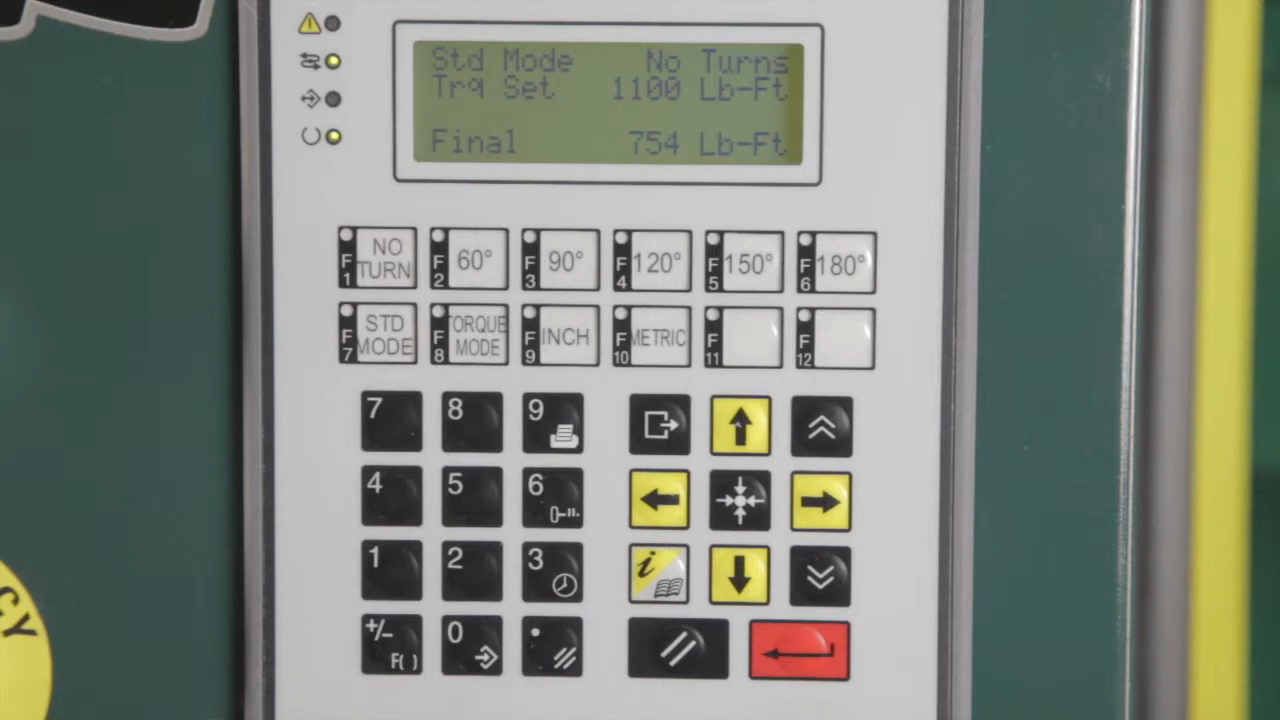 Std Mode No Turns
Trq Set 1100 Lb-Ft
Final 754 Lb-Ft
F1 NO TURN
F2 60°
F3 90°
F4 120°
F5 150°
F6 180°
F7 STD MODE
F8 TORQUE MODE
F9 INCH
F10 METRIC
F11
F12
7 8 9
4 5 6
i
1 2 3
+/- F( ) 0 .
CY